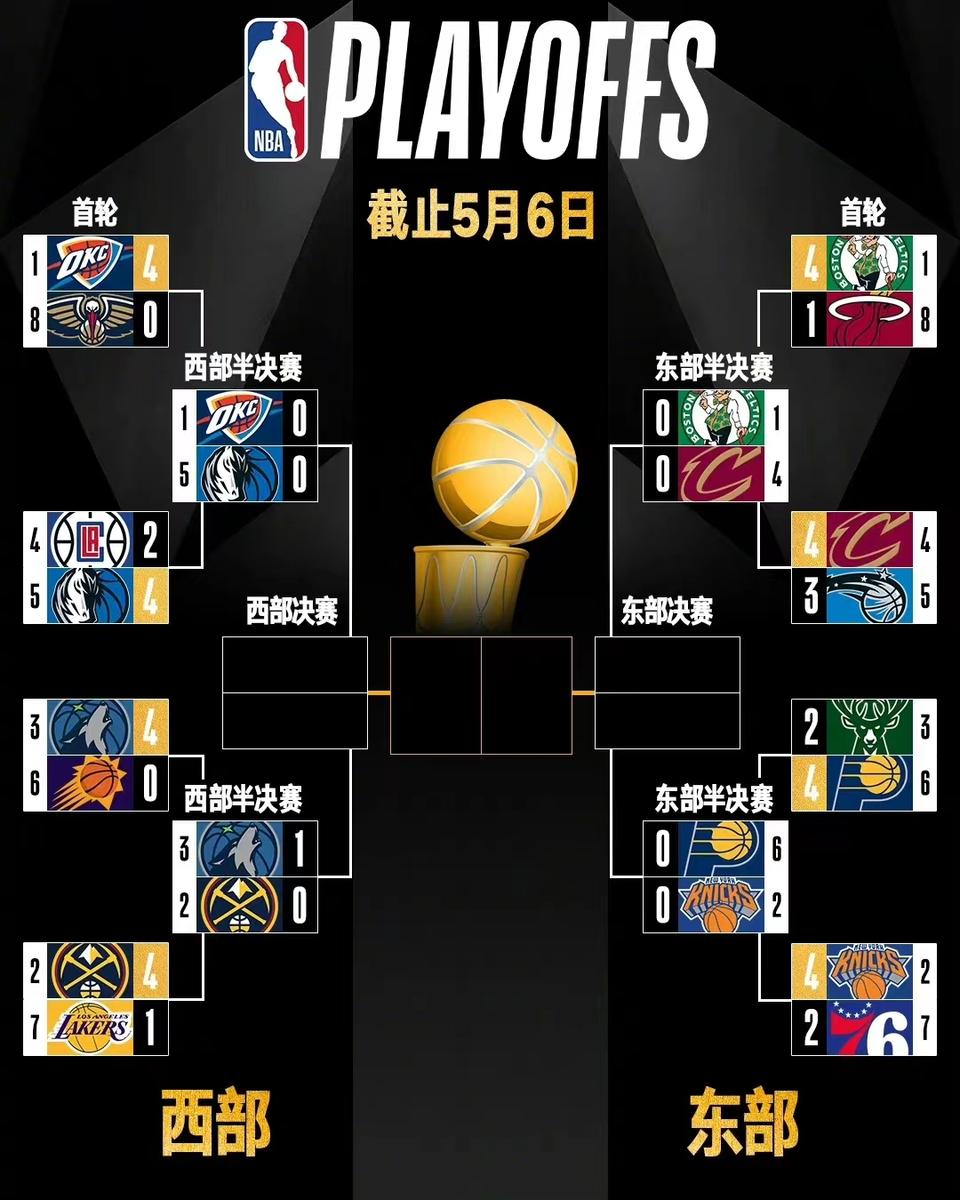 NBA
PLAYOFFS
截止5月6日
首轮
首轮
1 OKC 4
4 BOSTON CELTICS 1
8 0
1 8
西部半决赛
东部半决赛
1 OKC 0
0 BOSTON CELTICS 1
5 0
0 C 4
4 LA 2
4 C 4
5 4
3 5
西部决赛
东部决赛
3 4
2 3
6 0
4 P 6
西部半决赛
东部半决赛
3 1
0 P 6
2 0
0 NEW YORK KNICKS 2
2 4
4 NEW YORK KNICKS 2
7 LOS ANGELES LAKERS 1
2 76 7
西部
东部